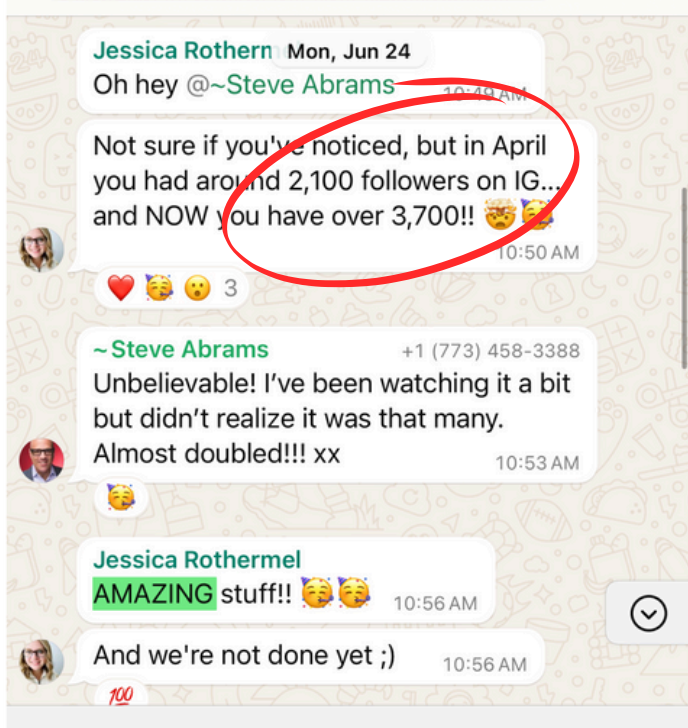 Jessica Rotherm
Mon, Jun 24
Oh hey @~Steve Abrams
10:49 AM
Not sure if you've noticed, but in April
you had around 2,100 followers on IG...
and NOW you have over 3,700!! 🤯🥳
10:50 AM
❤️🥳😮 3
~Steve Abrams +1 (773) 458-3388
Unbelievable! I've been watching it a bit
but didn't realize it was that many.
Almost doubled!!! xx
10:53 AM
🥳
Jessica Rothermel
AMAZING stuff!! 🥳🥳 10:56 AM
And we're not done yet ;) 10:56 AM
💯